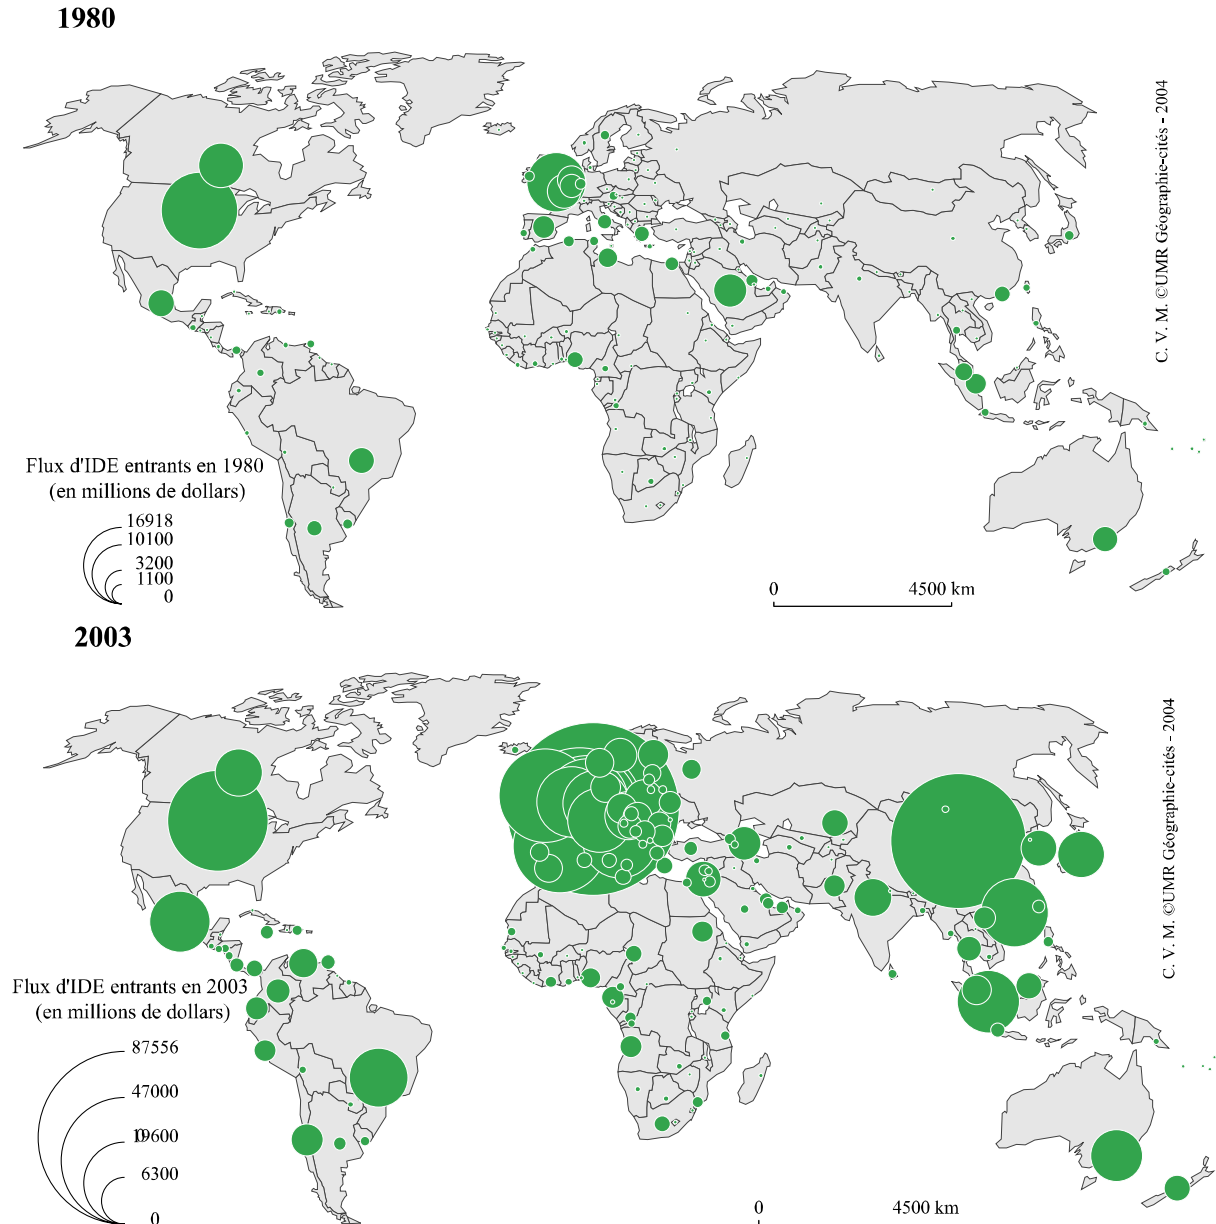 1980
C. V. M. ©UMR Géographie-cités - 2004
Flux d'IDE entrants en 1980
(en millions de dollars)
16918
10100
3200
1100
0
0 4500 km
2003
C. V. M. ©UMR Géographie-cités - 2004
Flux d'IDE entrants en 2003
(en millions de dollars)
87556
47000
19600
6300
0
0 4500 km